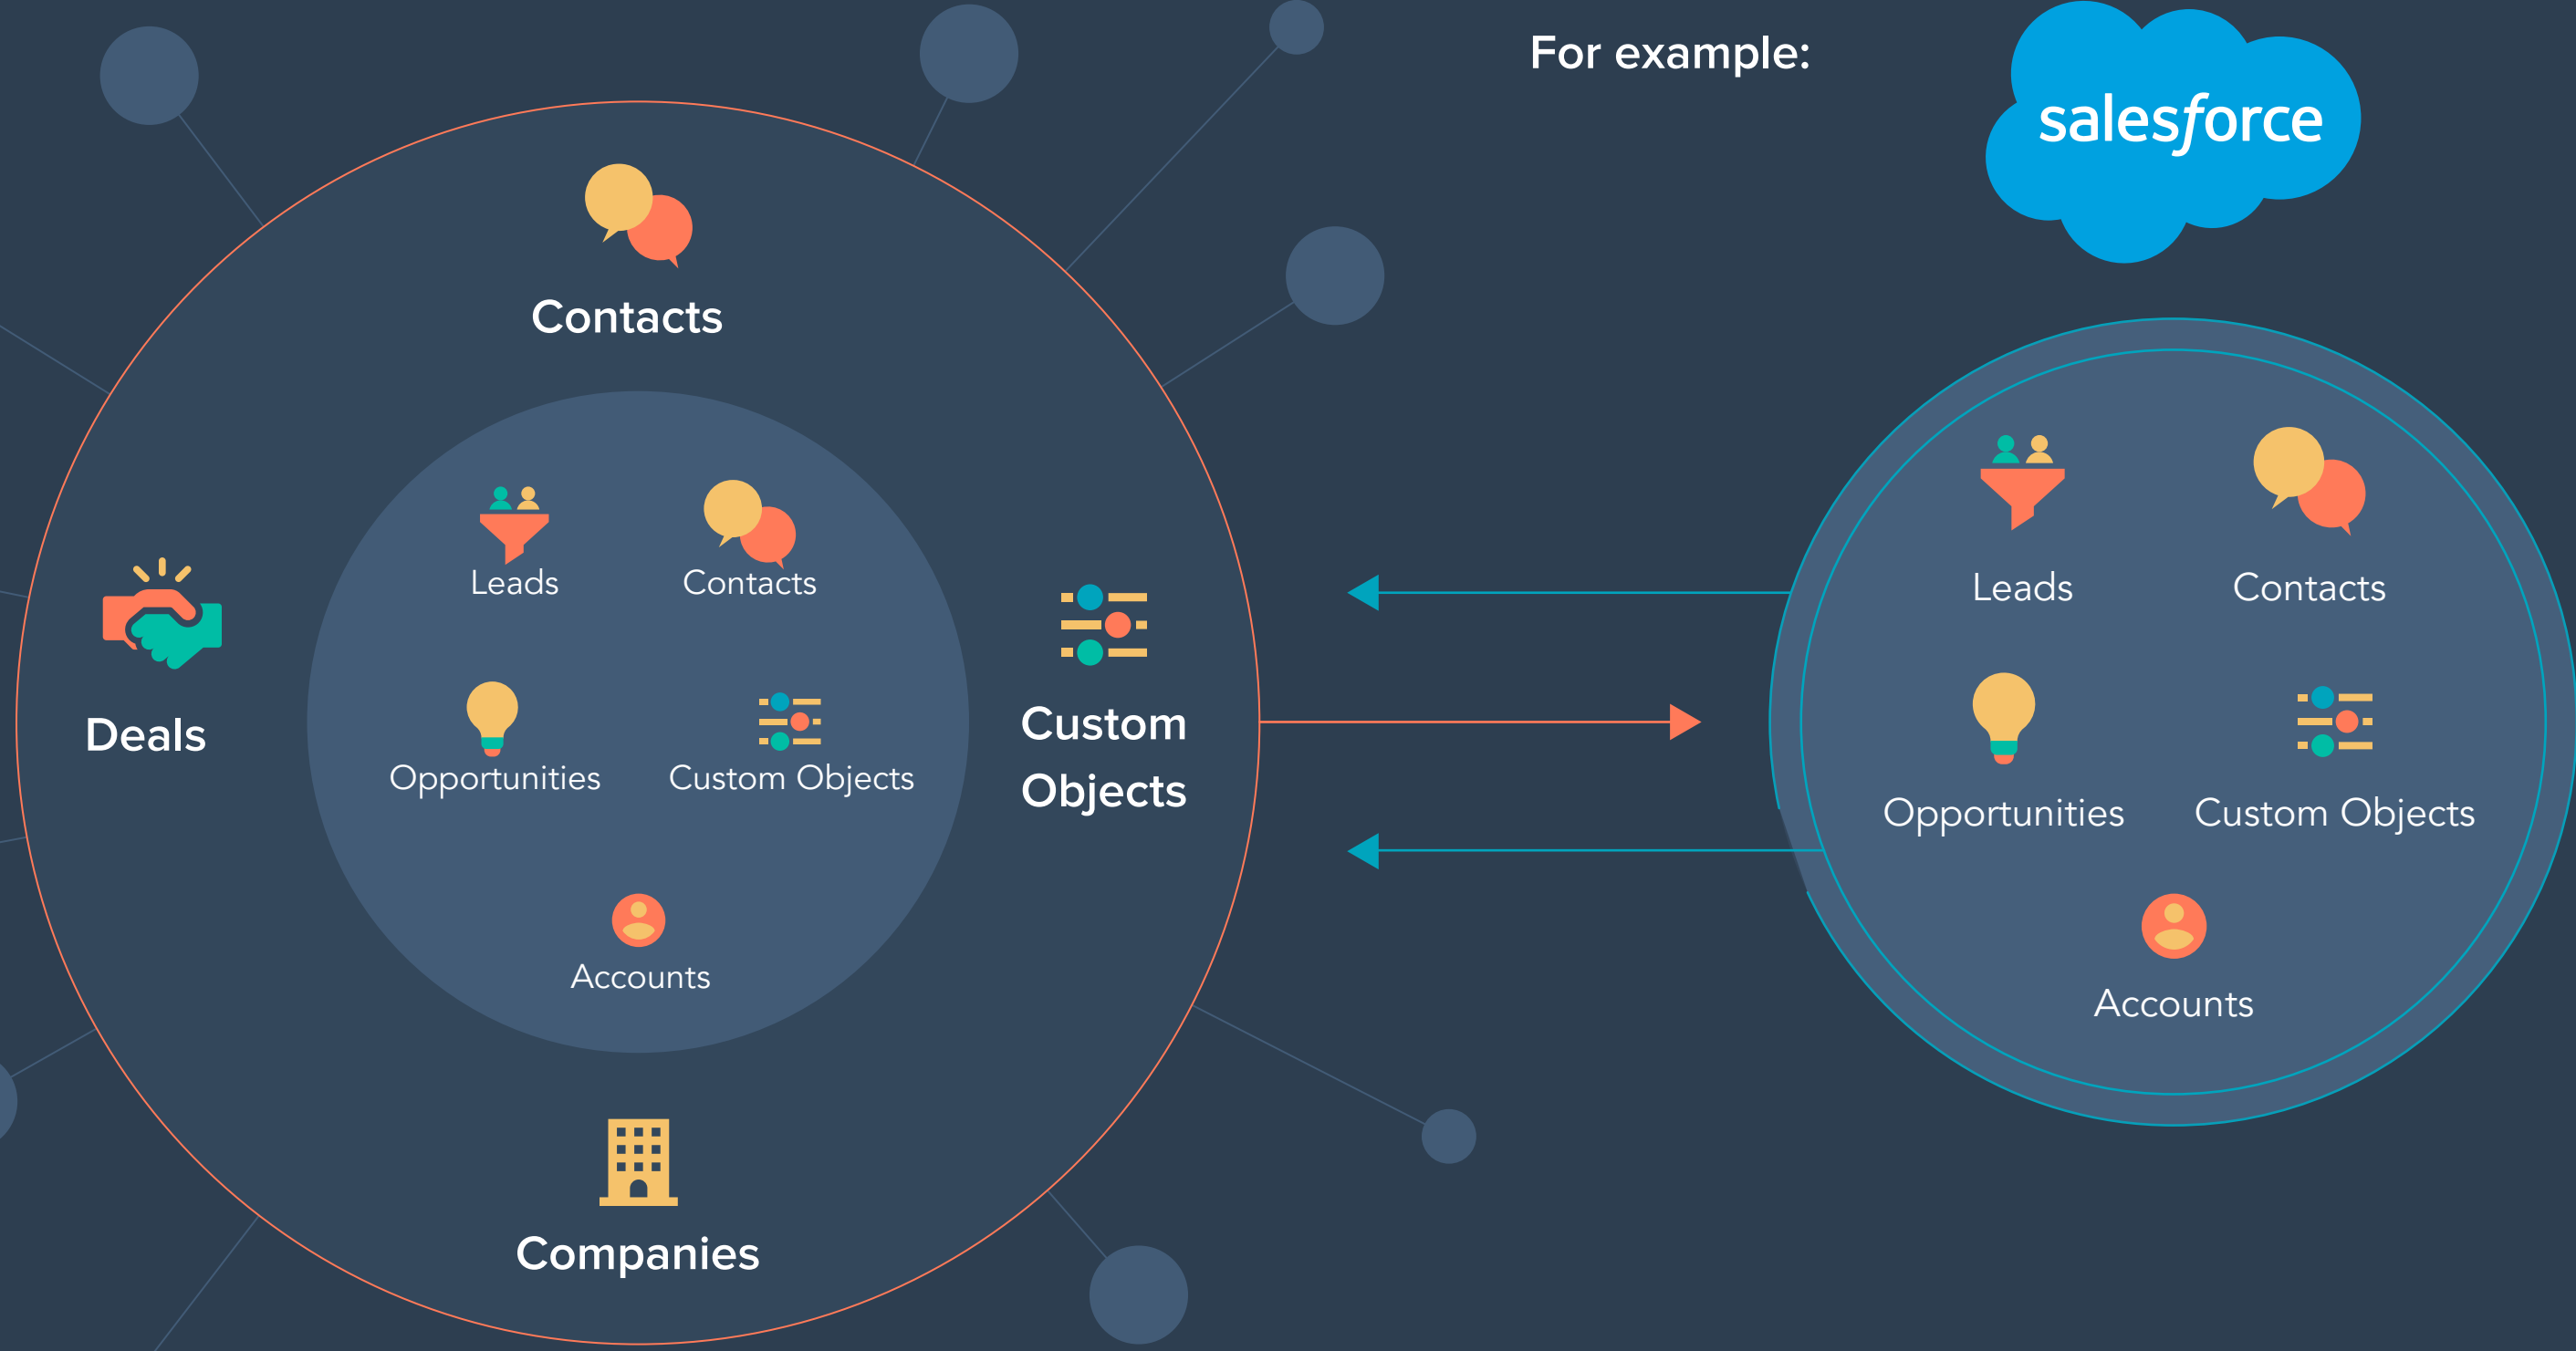 For example:
salesforce
Contacts
Leads
Contacts
Deals
Opportunities
Custom Objects
Accounts
Custom
Objects
Companies
Leads
Contacts
Opportunities
Custom Objects
Accounts